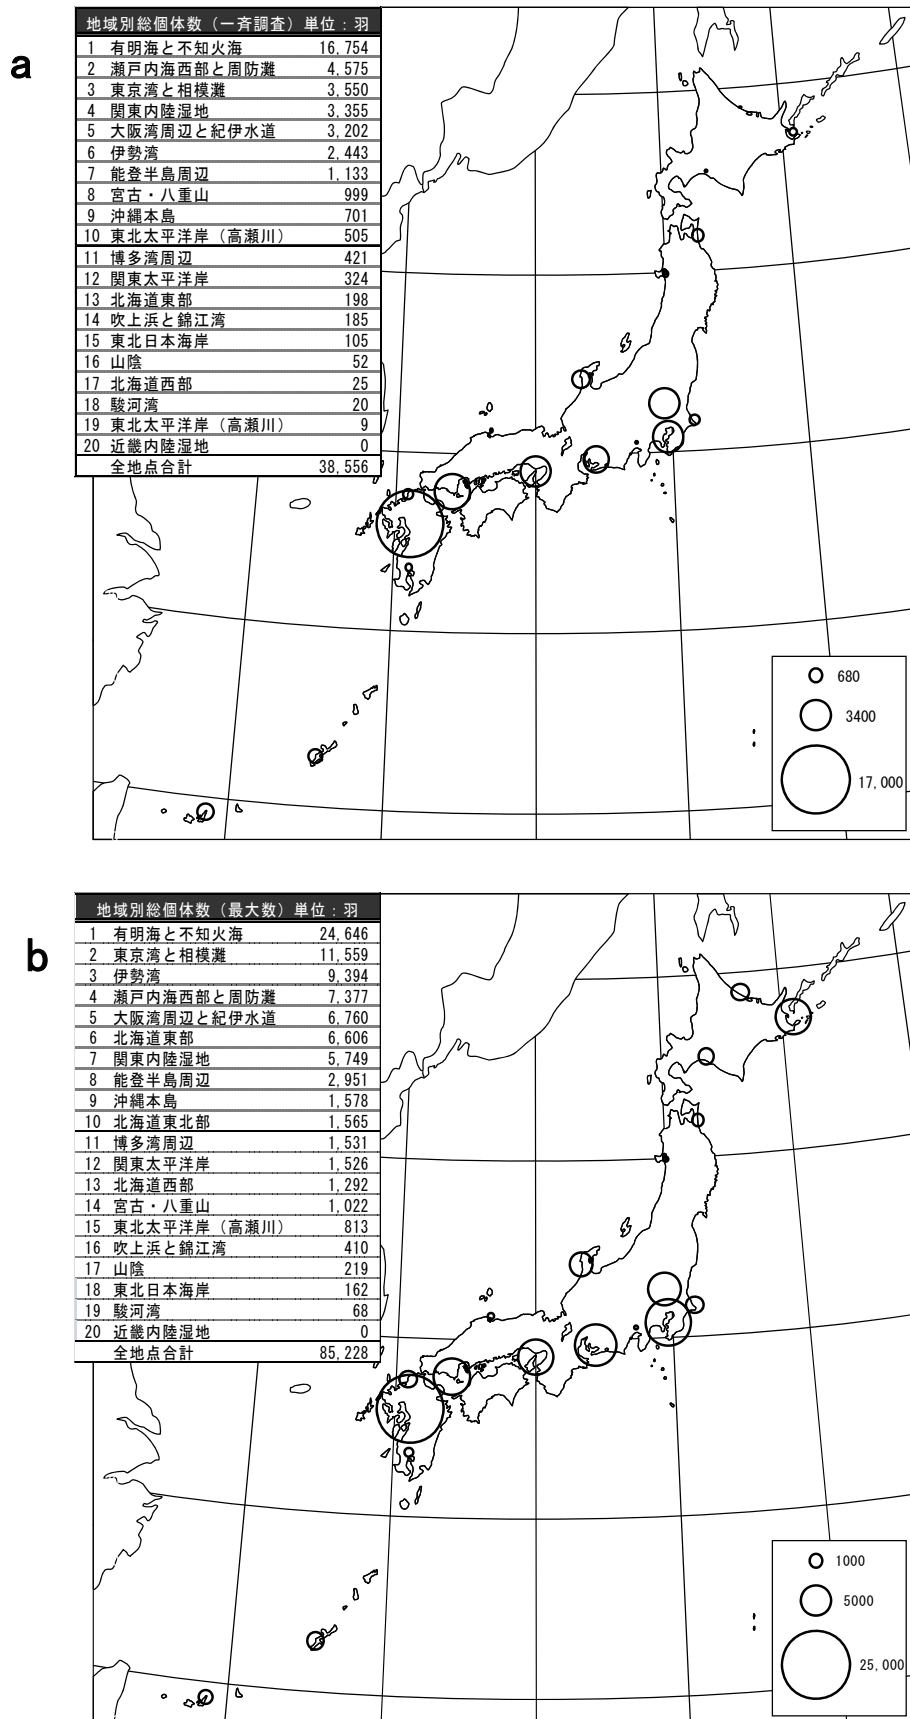 a
地域別総個体数（一斉調査）単位：羽
1 有明海と不知火海 16,754
2 瀬戸内海西部と周防灘 4,575
3 東京湾と相模灘 3,550
4 関東内陸湿地 3,355
5 大阪湾周辺と紀伊水道 3,202
6 伊勢湾 2,443
7 能登半島周辺 1,133
8 宮古・八重山 999
9 沖縄本島 701
10 東北太平洋岸（高瀬川） 505
11 博多湾周辺 421
12 関東太平洋岸 324
13 北海道東部 198
14 吹上浜と錦江湾 185
15 東北日本海岸 105
16 山陰 52
17 北海道西部 25
18 駿河湾 20
19 東北太平洋岸（高瀬川） 9
20 近畿内陸湿地 0
全地点合計 38,556
680
3400
17,000
b
地域別総個体数（最大数）単位：羽
1 有明海と不知火海 24,646
2 東京湾と相模灘 11,559
3 伊勢湾 9,394
4 瀬戸内海西部と周防灘 7,377
5 大阪湾周辺と紀伊水道 6,760
6 北海道東部 6,606
7 関東内陸湿地 5,749
8 能登半島周辺 2,951
9 沖縄本島 1,578
10 北海道東北部 1,565
11 博多湾周辺 1,531
12 関東太平洋岸 1,526
13 北海道西部 1,292
14 宮古・八重山 1,022
15 東北太平洋岸（高瀬川） 813
16 吹上浜と錦江湾 410
17 山陰 219
18 東北日本海岸 162
19 駿河湾 68
20 近畿内陸湿地 0
全地点合計 85,228
1000
5000
25,000